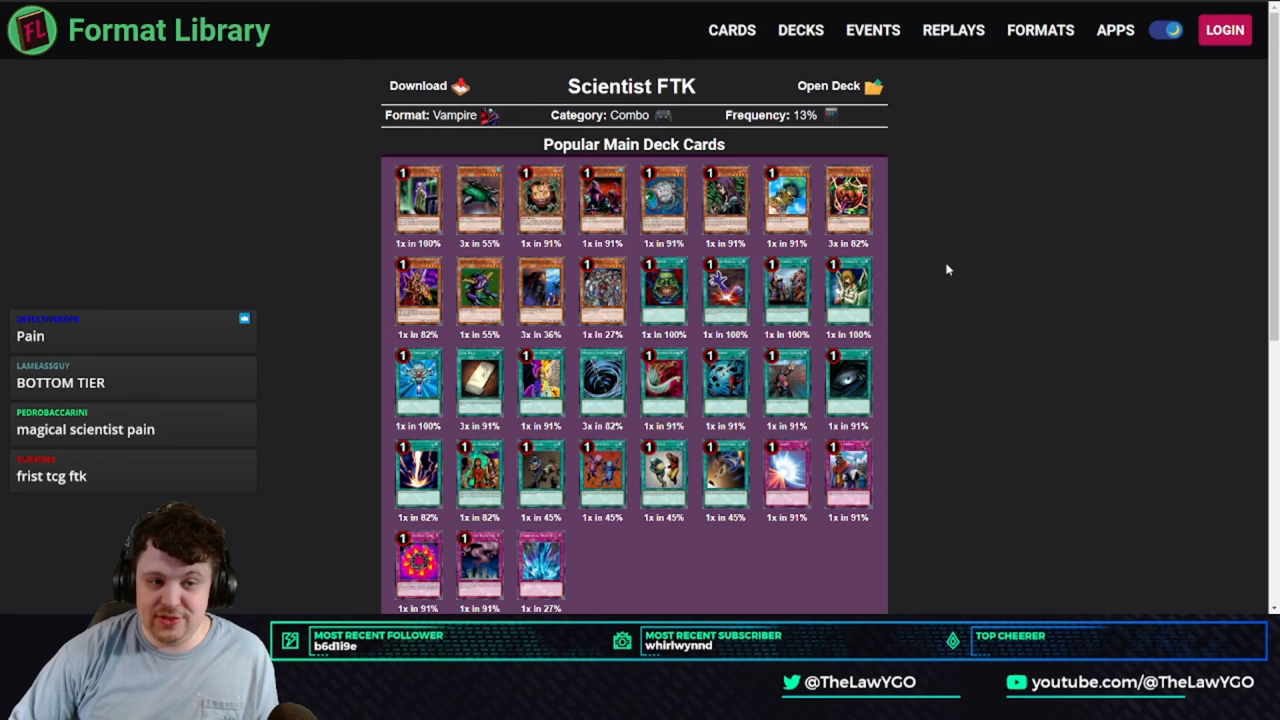 FL
Format Library
CARDS
DECKS
EVENTS
REPLAYS
FORMATS
APPS
LOGIN
Download
Scientist FTK
Open Deck
Format: Vampire
Category: Combo
Frequency: 13%
Popular Main Deck Cards
1x in 100%
3x in 55%
1x in 91%
1x in 91%
1x in 91%
1x in 91%
1x in 91%
3x in 82%
1x in 82%
1x in 55%
3x in 36%
1x in 27%
1x in 100%
1x in 100%
1x in 100%
1x in 100%
1x in 100%
3x in 91%
1x in 91%
3x in 82%
1x in 91%
1x in 91%
1x in 91%
1x in 91%
1x in 82%
1x in 82%
1x in 45%
1x in 45%
1x in 45%
1x in 45%
1x in 91%
1x in 91%
1x in 91%
1x in 91%
1x in 27%
Pain
LAMEASSGUY
BOTTOM TIER
PEDROBACCARINI
magical scientist pain
frist tcg ftk
MOST RECENT FOLLOWER
b6d1i9e
MOST RECENT SUBSCRIBER
whirlwynnd
TOP CHEERER
@TheLawYGO
youtube.com/@TheLawYGO